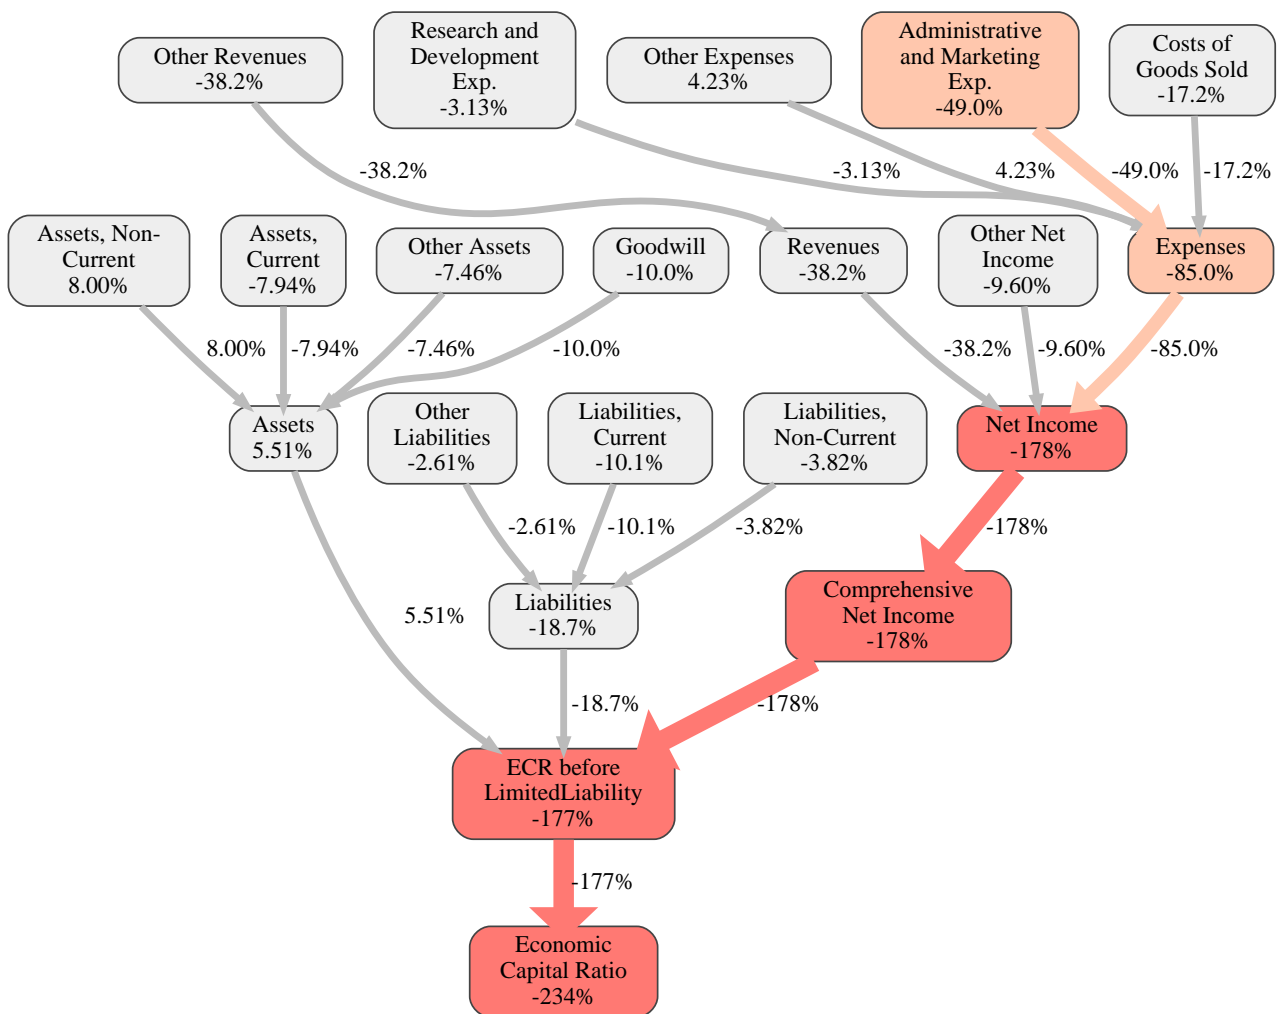 Other Revenues
-38.2%
Research and
Development
Exp.
-3.13%
Other Expenses
4.23%
Administrative
and Marketing
Exp.
-49.0%
Costs of
Goods Sold
-17.2%
-38.2%
-3.13%
4.23%
-49.0%
-17.2%
Assets, Non-
Current
8.00%
Assets,
Current
-7.94%
Other Assets
-7.46%
Goodwill
-10.0%
Revenues
-38.2%
Other Net
Income
-9.60%
Expenses
-85.0%
8.00%
-7.94%
-7.46%
-10.0%
-38.2%
-9.60%
-85.0%
Assets
5.51%
Other
Liabilities
-2.61%
Liabilities,
Current
-10.1%
Liabilities,
Non-Current
-3.82%
Net Income
-178%
-2.61%
-10.1%
-3.82%
-178%
5.51%
Liabilities
-18.7%
Comprehensive
Net Income
-178%
-18.7%
-178%
ECR before
LimitedLiability
-177%
-177%
Economic
Capital Ratio
-234%